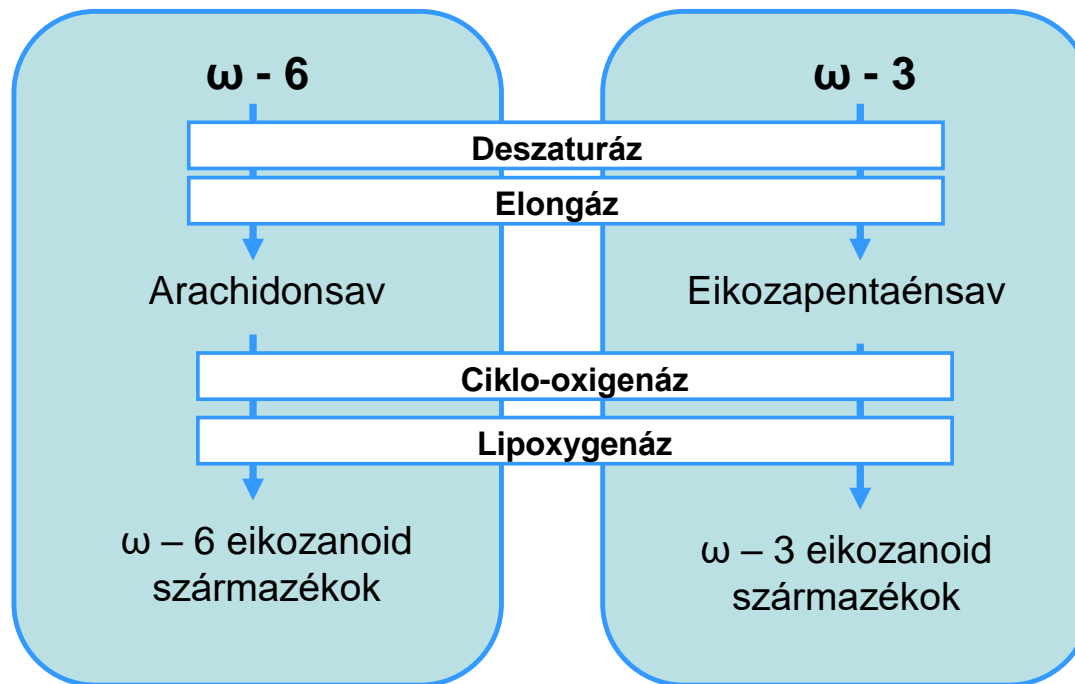 ω - 6
ω - 3
Deszaturáz
Elongáz
Arachidonsav
Eikozapentaénsav
Ciklo-oxigenáz
Lipoxygenáz
ω – 6 eikozanoid
származékok
ω – 3 eikozanoid
származékok